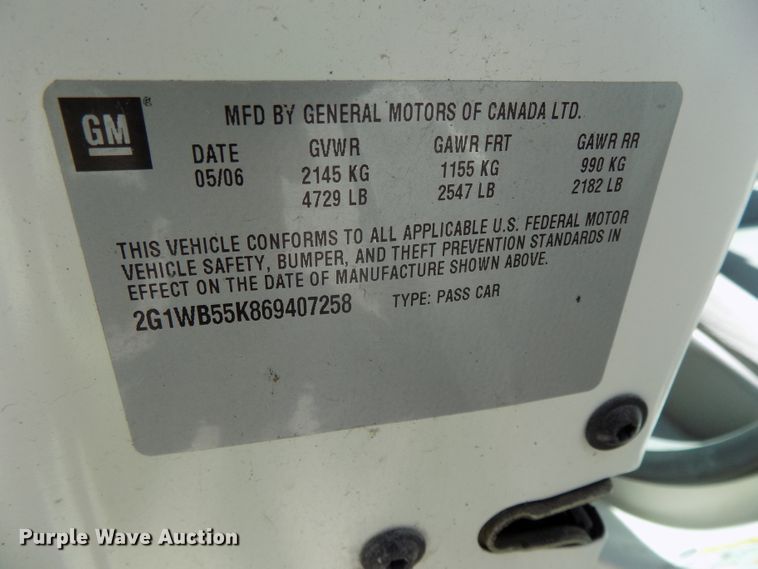 GM
®
MFD BY GENERAL MOTORS OF CANADA LTD.
DATE GVWR GAWR FRT GAWR RR
05/06 2145 KG 1155 KG 990 KG
4729 LB 2547 LB 2182 LB
THIS VEHICLE CONFORMS TO ALL APPLICABLE U.S. FEDERAL MOTOR
VEHICLE SAFETY, BUMPER, AND THEFT PREVENTION STANDARDS IN
EFFECT ON THE DATE OF MANUFACTURE SHOWN ABOVE.
2G1WB55K869407258 TYPE: PASS CAR
Purple Wave Auction